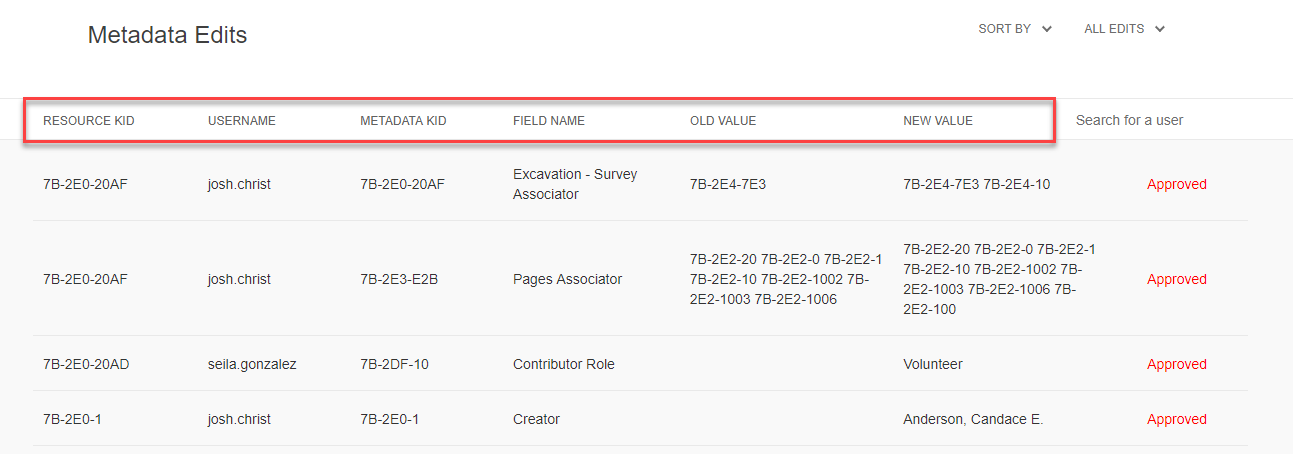 Metadata Edits
SORT BY
ALL EDITS
RESOURCE KID USERNAME METADATA KID FIELD NAME OLD VALUE NEW VALUE Search for a user
7B-2E0-20AF josh.christ 7B-2E0-20AF Excavation - Survey
Associator 7B-2E4-7E3 7B-2E4-7E3 7B-2E4-10 Approved
7B-2E0-20AF josh.christ 7B-2E3-E2B Pages Associator
7B-2E2-20 7B-2E2-0 7B-2E2-1
7B-2E2-10 7B-2E2-1002 7B-
2E2-1003 7B-2E2-1006
7B-2E2-20 7B-2E2-0 7B-2E2-1
7B-2E2-10 7B-2E2-1002 7B-
2E2-1003 7B-2E2-1006 7B-
2E2-100
Approved
7B-2E0-20AD seila.gonzalez 7B-2DF-10 Contributor Role Volunteer Approved
7B-2E0-1 josh.christ 7B-2E0-1 Creator Anderson, Candace E. Approved